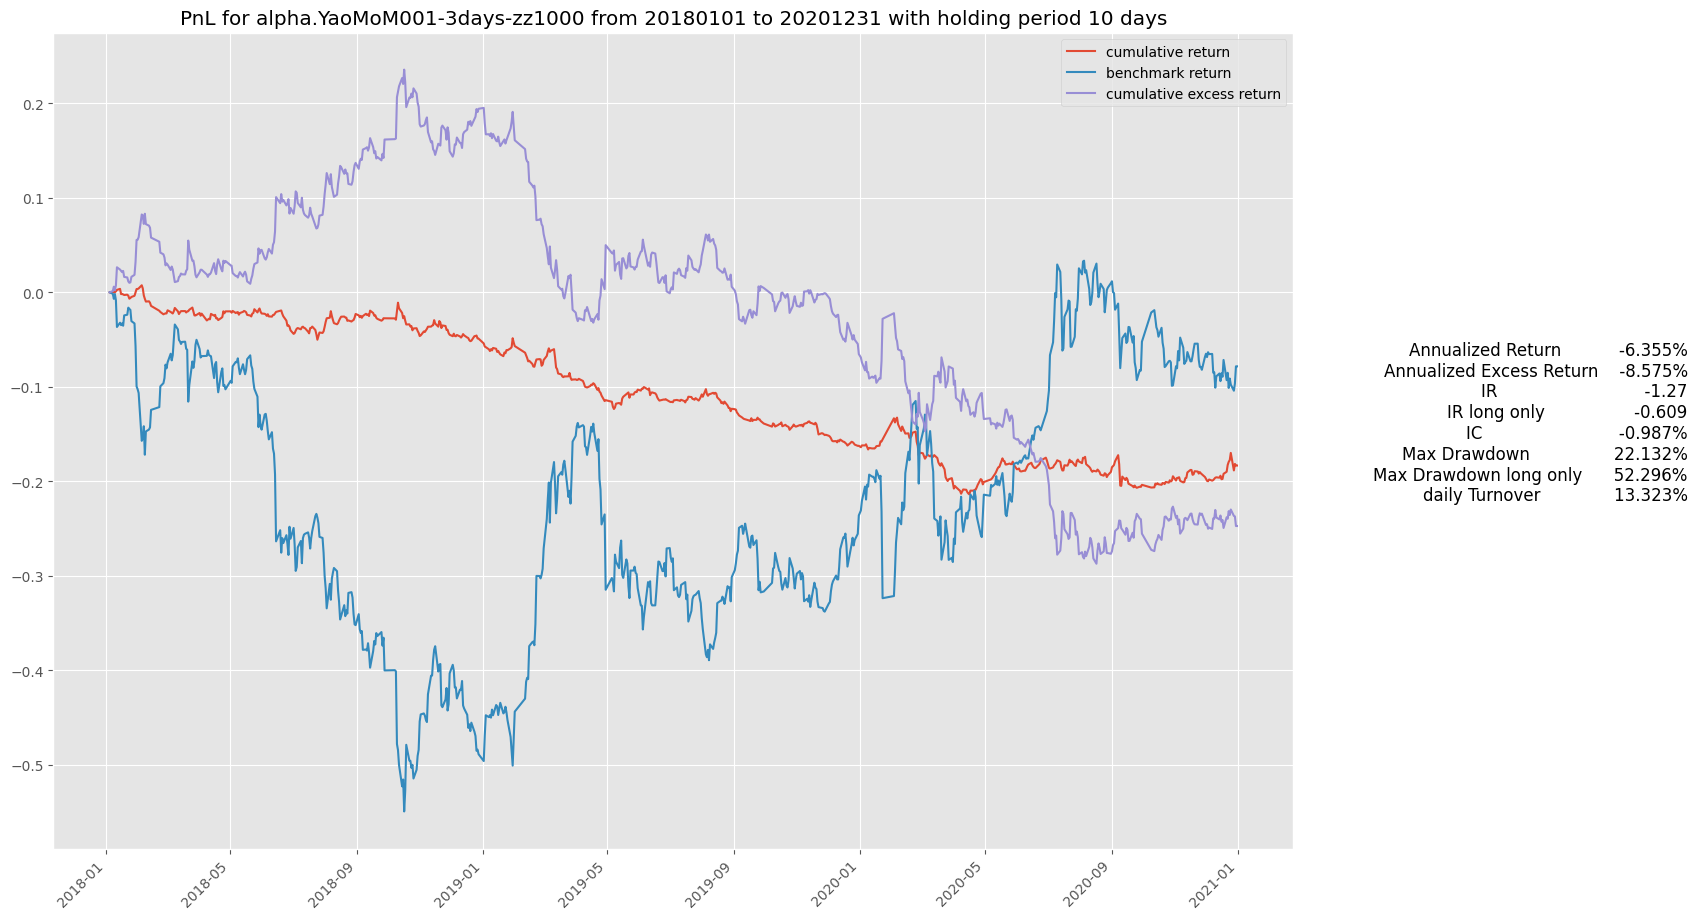 PnL for alpha.YaoMoM001-3days-zz1000 from 20180101 to 20201231 with holding period 10 days
cumulative return
benchmark return
cumulative excess return
0.2
0.1
0.0
−0.1
−0.2
−0.3
−0.4
−0.5
2018-01
2018-05
2018-09
2019-01
2019-05
2019-09
2020-01
2020-05
2020-09
2021-01
Annualized Return -6.355%
Annualized Excess Return -8.575%
IR -1.27
IR long only -0.609
IC -0.987%
Max Drawdown 22.132%
Max Drawdown long only 52.296%
daily Turnover 13.323%